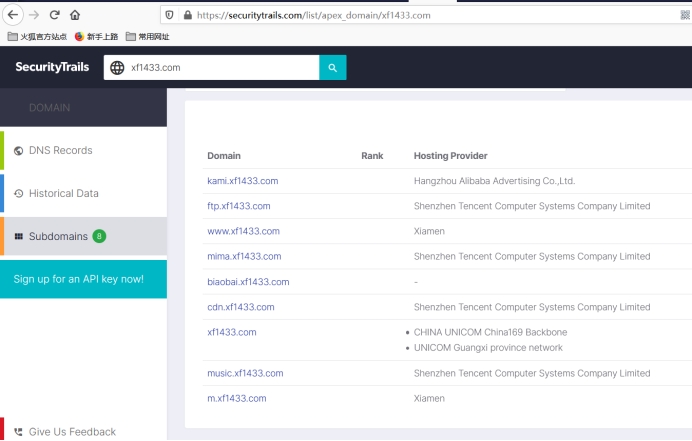 https://securitytrails.com/list/apex_domain/xf1433.com
火狐官方站点 新手上路 常用网址
SecurityTrails xf1433.com
DOMAIN
DNS Records
Historical Data
Subdomains 8
Sign up for an API key now!
Give Us Feedback
Domain Rank Hosting Provider
kami.xf1433.com Hangzhou Alibaba Advertising Co.,Ltd.
ftp.xf1433.com Shenzhen Tencent Computer Systems Company Limited
www.xf1433.com Xiamen
mima.xf1433.com Shenzhen Tencent Computer Systems Company Limited
biaobai.xf1433.com -
cdn.xf1433.com Shenzhen Tencent Computer Systems Company Limited
xf1433.com • CHINA UNICOM China169 Backbone
• UNICOM Guangxi province network
music.xf1433.com Shenzhen Tencent Computer Systems Company Limited
m.xf1433.com Xiamen